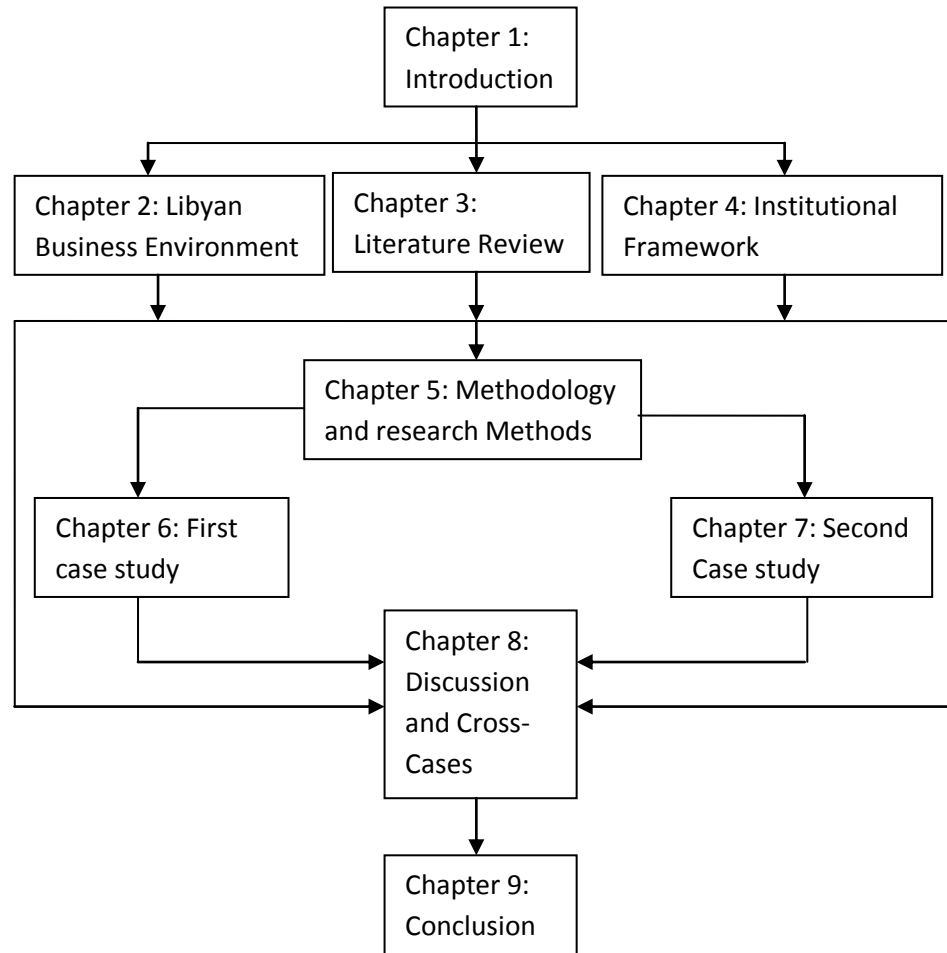 Chapter 1:
Introduction
Chapter 2: Libyan
Business Environment
Chapter 3:
Literature Review
Chapter 4: Institutional
Framework
Chapter 5: Methodology
and research Methods
Chapter 6: First
case study
Chapter 7: Second
Case study
Chapter 8:
Discussion
and Cross-
Cases
Chapter 9:
Conclusion